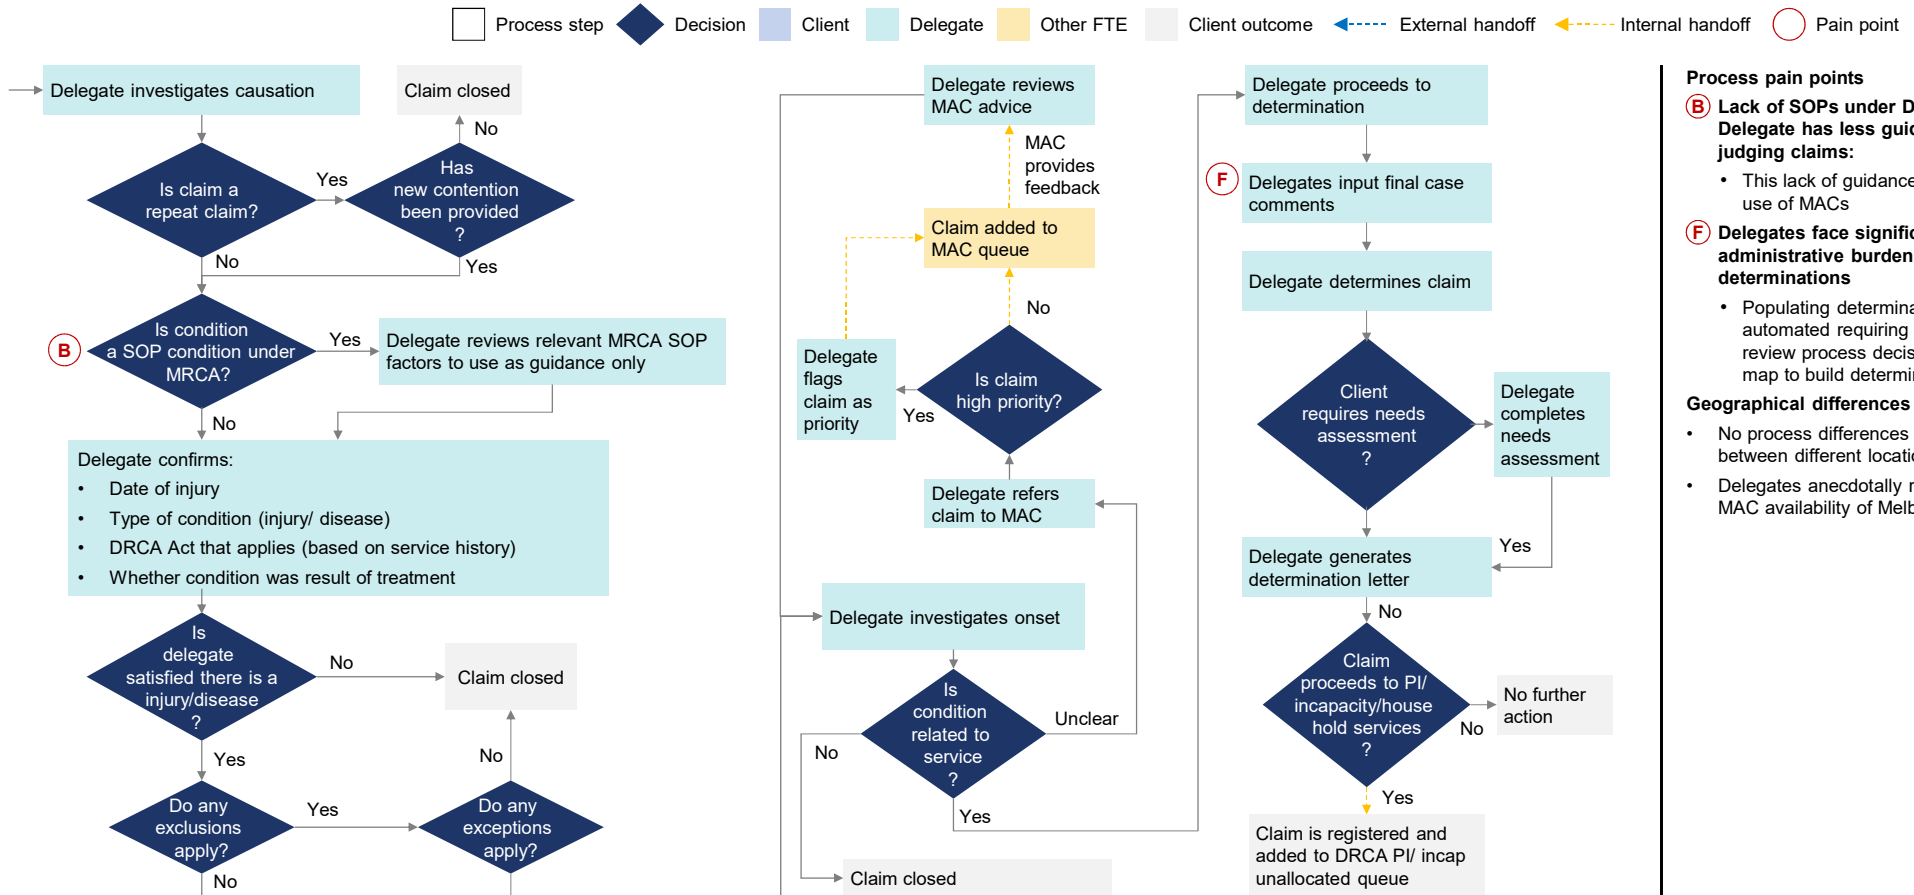 Process step
Decision
Client
Delegate
Other FTE
Client outcome
External handoff
Internal handoff
Pain point
Delegate investigates causation
Claim closed
No
Is claim a
repeat claim?
Yes
Has
new contention
been provided
?
No
Yes
B
Is condition
a SOP condition under
MRCA?
Yes
Delegate reviews relevant MRCA SOP
factors to use as guidance only
No
Delegate confirms:
• Date of injury
• Type of condition (injury/ disease)
• DRCA Act that applies (based on service history)
• Whether condition was result of treatment
Is
delegate
satisfied there is a
injury/disease
?
No
Claim closed
Yes
No
Do any
exclusions
apply?
Yes
Do any
exceptions
apply?
No
Delegate reviews
MAC advice
MAC
provides
feedback
Claim added to
MAC queue
No
Delegate
flags
claim as
priority
Yes
Is claim
high priority?
Delegate refers
claim to MAC
Delegate investigates onset
Is
condition
related to
service
?
Unclear
No
Yes
Claim closed
Delegate proceeds to
determination
F
Delegates input final case
comments
Delegate determines claim
Client
requires needs
assessment
?
Delegate
completes
needs
assessment
Yes
Delegate generates
determination letter
No
Claim
proceeds to PI/
incapacity/house
hold services
?
No
No further
action
Yes
Claim is registered and
added to DRCA PI/ incap
unallocated queue
Process pain points
B Lack of SOPs under D
Delegate has less guid
judging claims:
• This lack of guidance
use of MACs
F Delegates face signific
administrative burden
determinations
• Populating determina
automated requiring
review process decis
map to build determin
Geographical differences
• No process differences
between different locatio
• Delegates anecdotally r
MAC availability of Melb